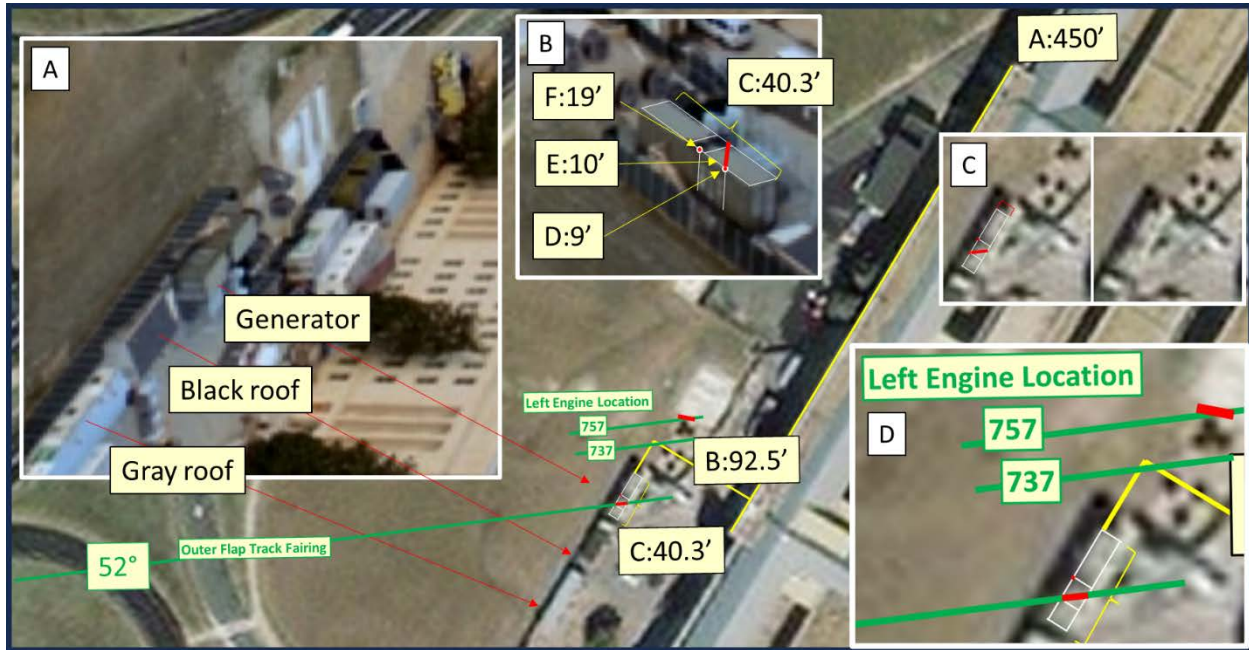 A
Generator
Black roof
Gray roof
B
F:19’
E:10’
D:9’
C:40.3’
A:450’
C
Left Engine Location
757
737
B:92.5’
C:40.3’
52°
Outer Flap Track Fairing
Left Engine Location
757
737
D